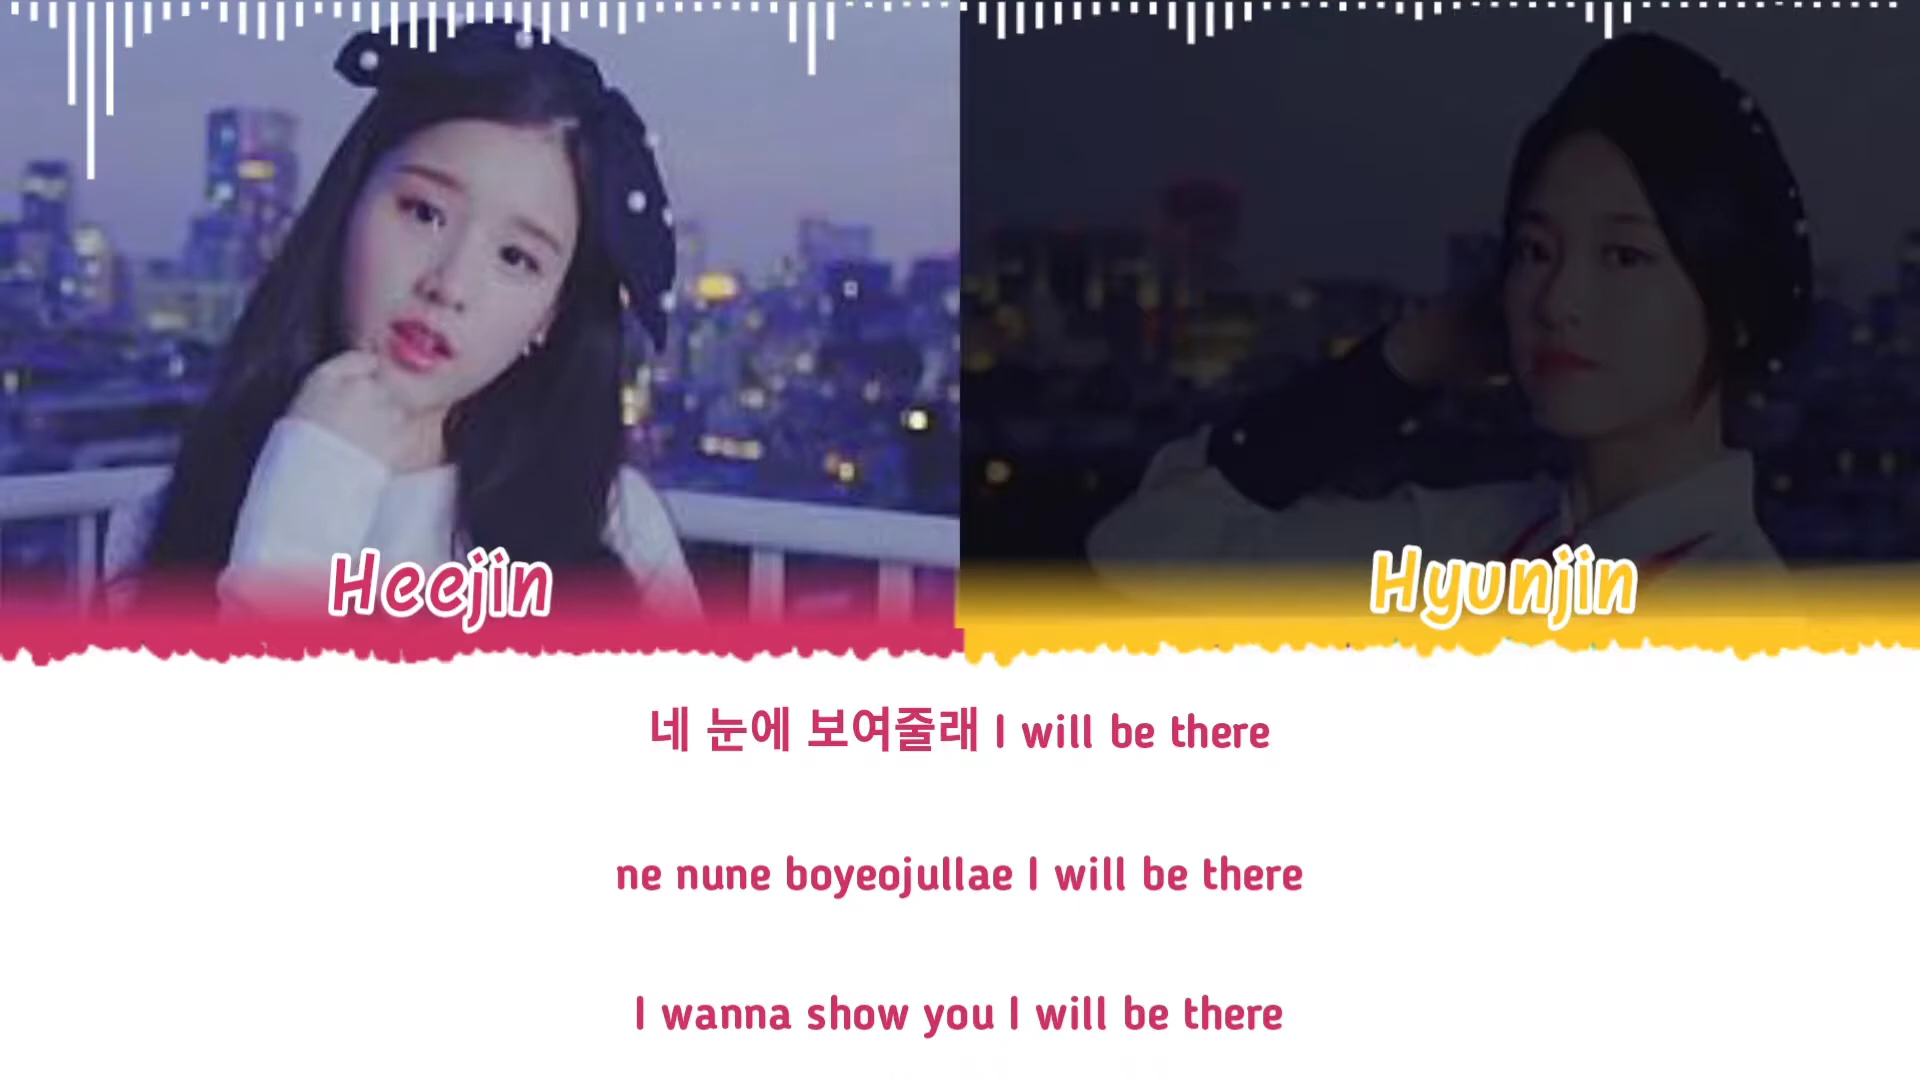 Heejin
Hyunjin
네 눈에 보여줄래 I will be there
ne nune boyeojullae I will be there
I wanna show you I will be there